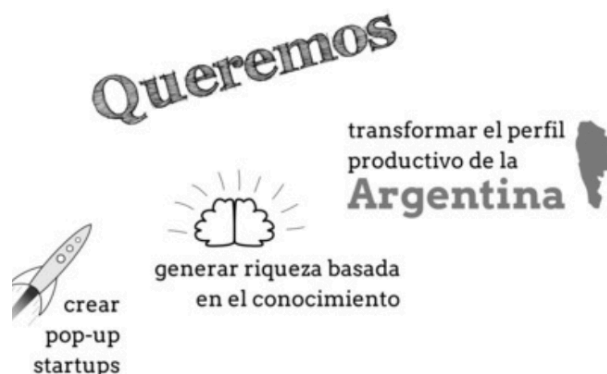 Queremos
transformar el perfil
productivo de la
Argentina
generar riqueza basada
en el conocimiento
crear
pop-up
startups